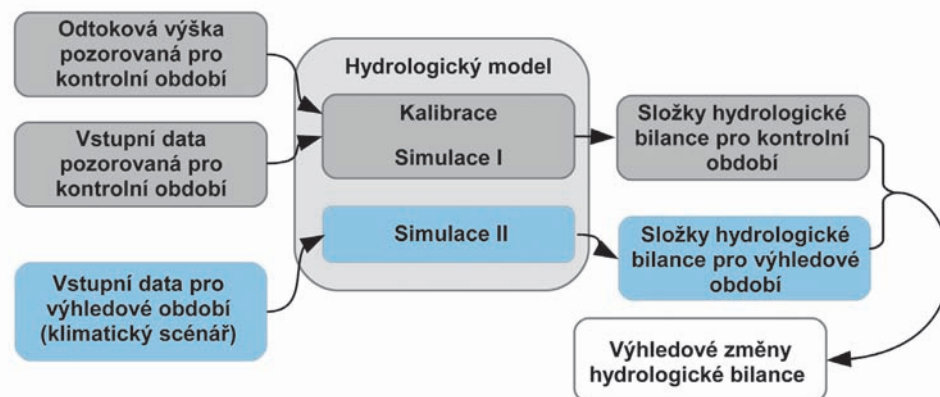 Odtoková výška
pozorovaná pro
kontrolní období
Vstupní data
pozorovaná pro
kontrolní období
Vstupní data pro
výhledové období
(klimatický scénář)
Hydrologický model
Kalibrace
Simulace I
Simulace II
Složky hydrologické
bilance pro kontrolní
období
Složky hydrologické
bilance pro výhledové
období
Výhledové změny
hydrologické bilance